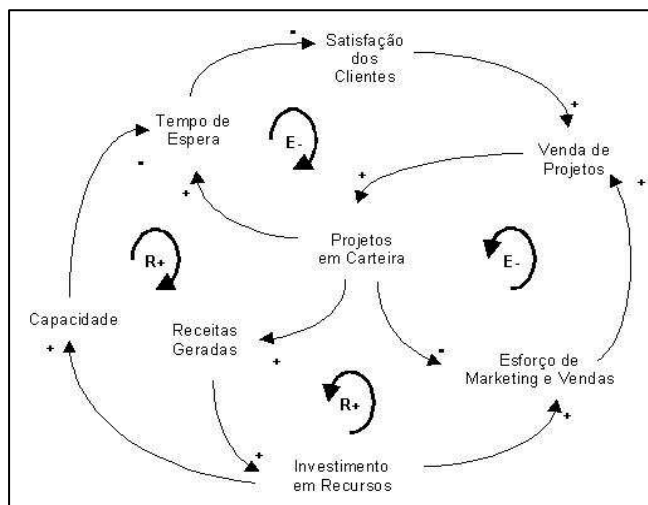 -
Satisfação
dos
Clientes
+
Tempo de
Espera
E-
Venda de
Projetos
+
-
+
+
Projetos
em Carteira
E-
R+
Capacidade
+
Receitas
Geradas
+
-
Esforço de
Marketing e Vendas
+
R+
+
Investimento
em Recursos